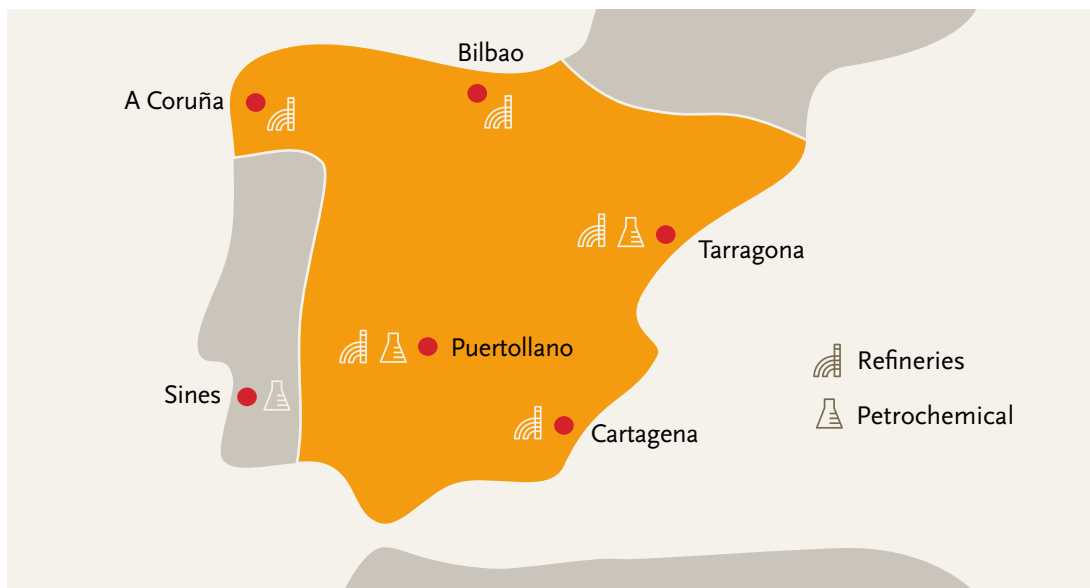 Bilbao
A Coruña
Tarragona
Puertollano
Refineries
Sines
Petrochemical
Cartagena